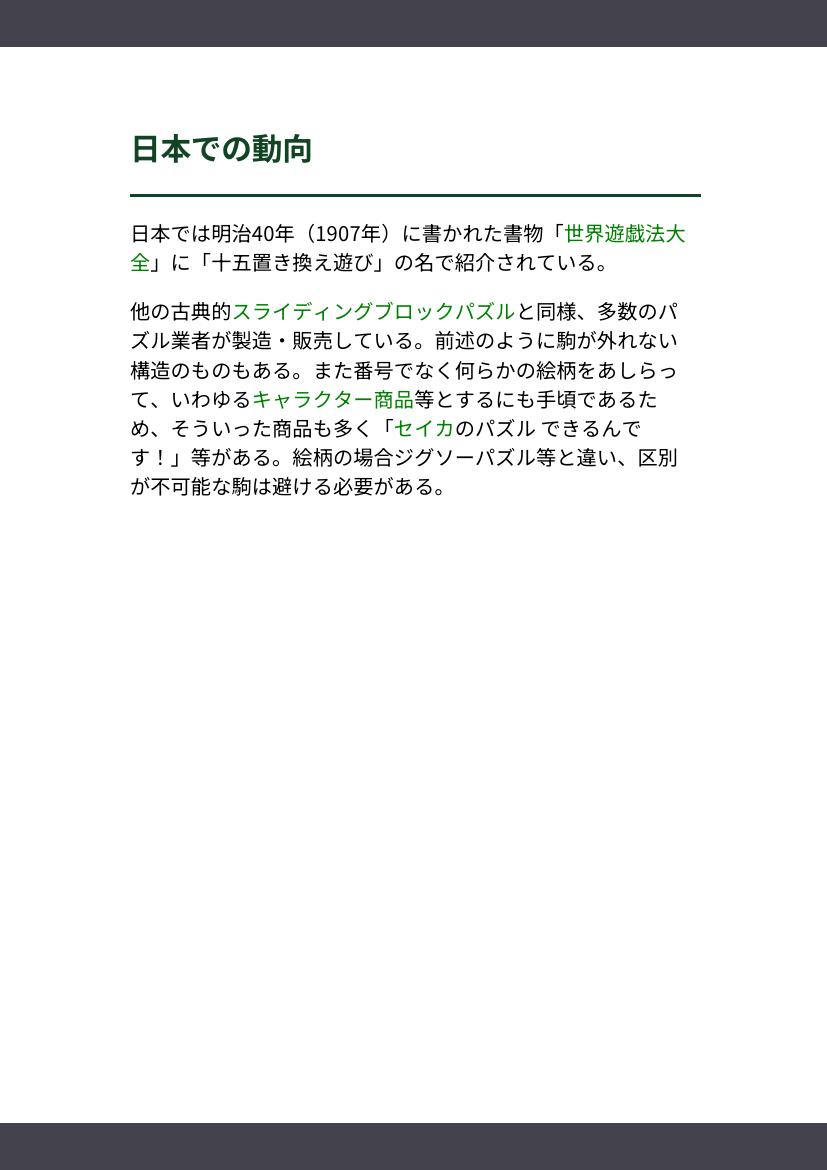 日本での動向
日本では明治40年（1907年）に書かれた書物「世界遊戯法大
全」に「十五置き換え遊び」の名で紹介されている。
他の古典的スライディングブロックパズルと同様、多数のパ
ズル業者が製造・販売している。前述のように駒が外れない
構造のものもある。また番号でなく何らかの絵柄をあしらっ
て、いわゆるキャラクター商品等とするにも手頃であるた
め、そういった商品も多く「セイカのパズル できるんで
す！」等がある。絵柄の場合ジグソーパズル等と違い、区別
が不可能な駒は避ける必要がある。